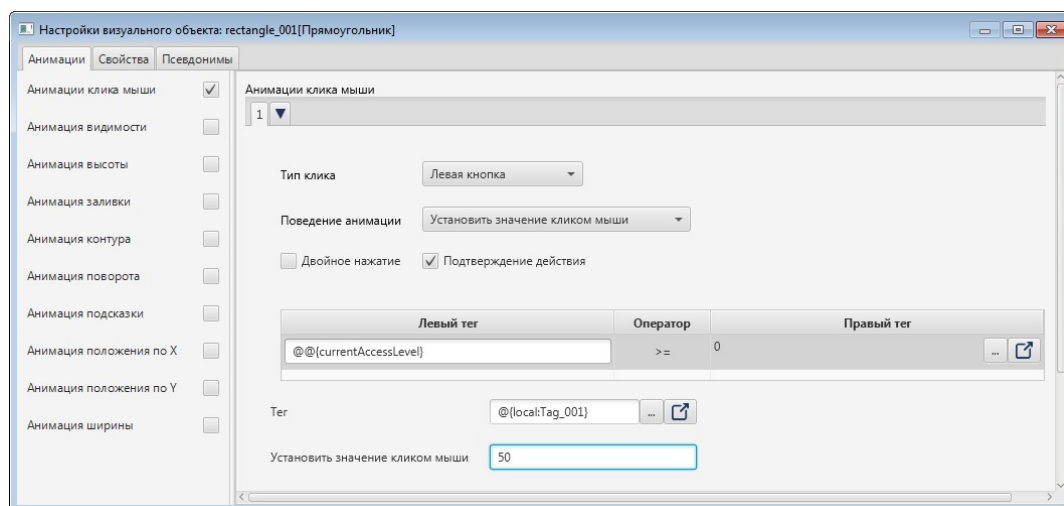 Настройки визуального объекта: rectangle_001[Прямоугольник]
Анимации Свойства Псевдонимы
Анимации клика мыши
Анимация видимости
Анимация высоты
Анимация заливки
Анимация контура
Анимация поворота
Анимация подсказки
Анимация положения по X
Анимация положения по Y
Анимация ширины
Анимации клика мыши
1
Тип клика Левая кнопка
Поведение анимации Установить значение кликом мыши
Двойное нажатие Подтверждение действия
Левый тег Оператор Правый тег
@@{currentAccessLevel} >= 0 ...
Тег @{local:Tag_001} ...
Установить значение кликом мыши 50